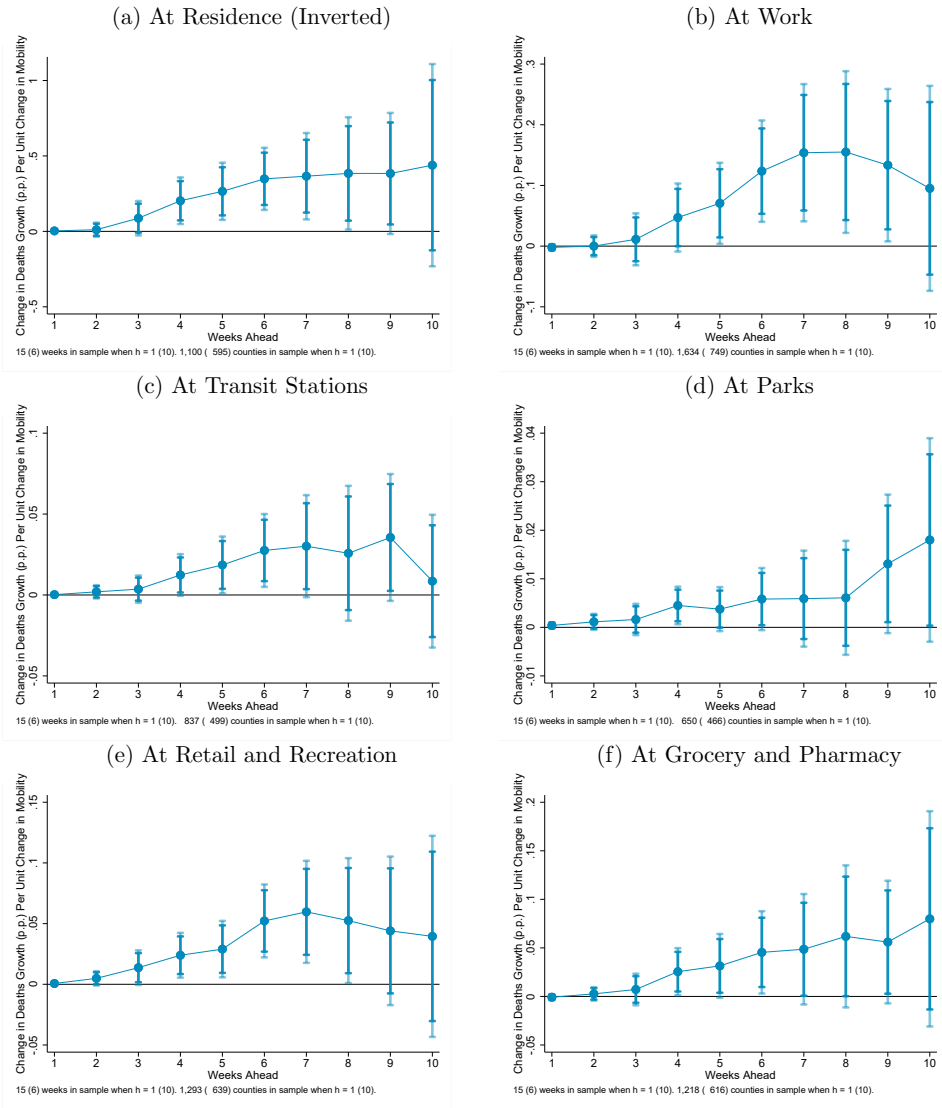 (a) At Residence (Inverted)
Change in Deaths Growth (p.p.) Per Unit Change in Mobility
1
.5
0
-.5
1 2 3 4 5 6 7 8 9 10
Weeks Ahead
15 (6) weeks in sample when h = 1 (10). 1,100 ( 595) counties in sample when h = 1 (10).
(b) At Work
Change in Deaths Growth (p.p.) Per Unit Change in Mobility
.3
.2
.1
0
-.1
1 2 3 4 5 6 7 8 9 10
Weeks Ahead
15 (6) weeks in sample when h = 1 (10). 1,634 ( 749) counties in sample when h = 1 (10).
(c) At Transit Stations
Change in Deaths Growth (p.p.) Per Unit Change in Mobility
.1
.05
0
-.05
1 2 3 4 5 6 7 8 9 10
Weeks Ahead
15 (6) weeks in sample when h = 1 (10). 837 ( 499) counties in sample when h = 1 (10).
(d) At Parks
Change in Deaths Growth (p.p.) Per Unit Change in Mobility
.04
.03
.02
.01
0
-.01
1 2 3 4 5 6 7 8 9 10
Weeks Ahead
15 (6) weeks in sample when h = 1 (10). 650 ( 466) counties in sample when h = 1 (10).
(e) At Retail and Recreation
Change in Deaths Growth (p.p.) Per Unit Change in Mobility
.15
.1
.05
0
-.05
1 2 3 4 5 6 7 8 9 10
Weeks Ahead
15 (6) weeks in sample when h = 1 (10). 1,293 ( 639) counties in sample when h = 1 (10).
(f) At Grocery and Pharmacy
Change in Deaths Growth (p.p.) Per Unit Change in Mobility
.2
.15
.1
.05
0
-.05
1 2 3 4 5 6 7 8 9 10
Weeks Ahead
15 (6) weeks in sample when h = 1 (10). 1,218 ( 616) counties in sample when h = 1 (10).